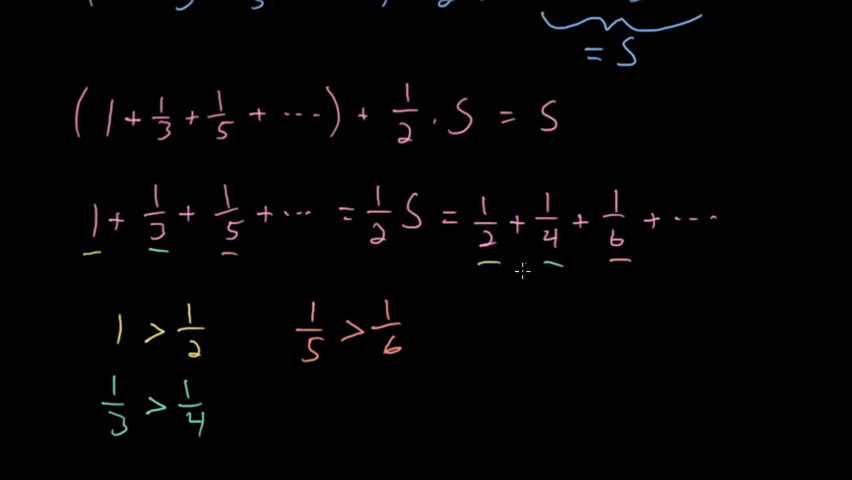 = S
(1 + 1/3 + 1/5 + ....) + 1/2 · S = S
1 + 1/3 + 1/5 + ... = 1/2 S = 1/2 + 1/4 + 1/6 + ....
1 > 1/2 1/5 > 1/6
1/3 > 1/4